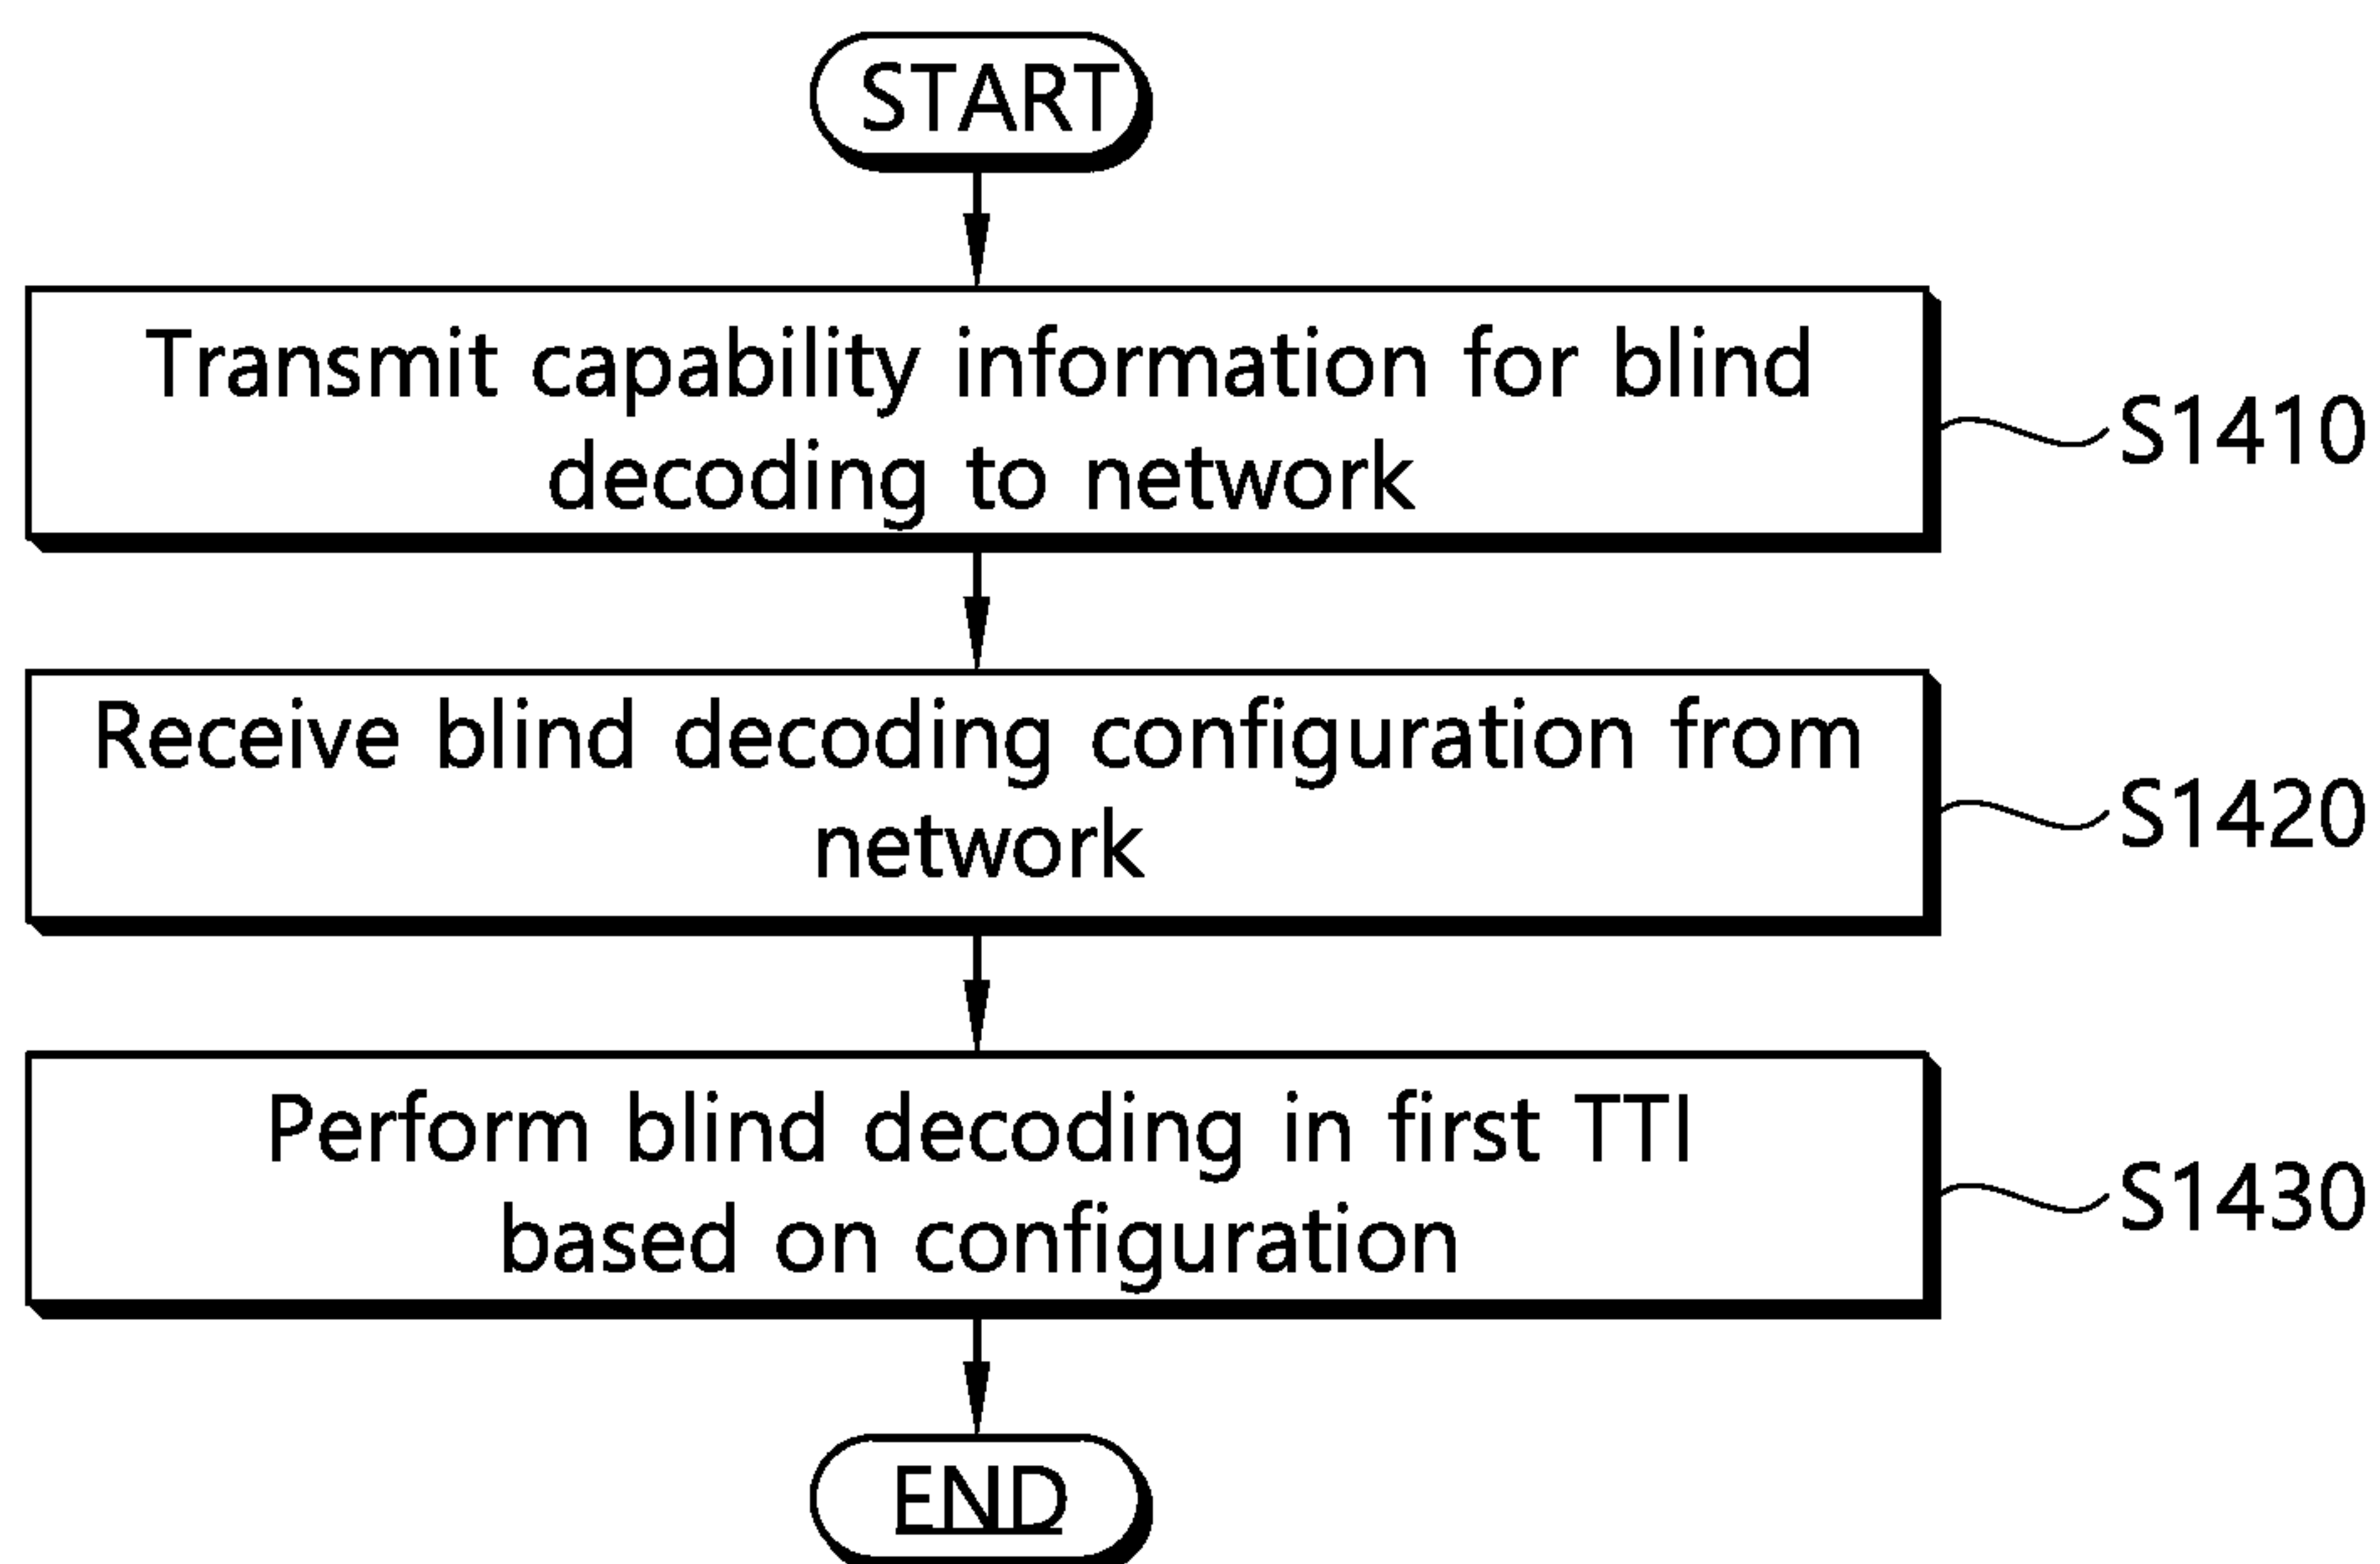 START
Transmit capability information for blind
decoding to network
S1410
Receive blind decoding configuration from
network
S1420
Perform blind decoding in first TTI
based on configuration
S1430
END